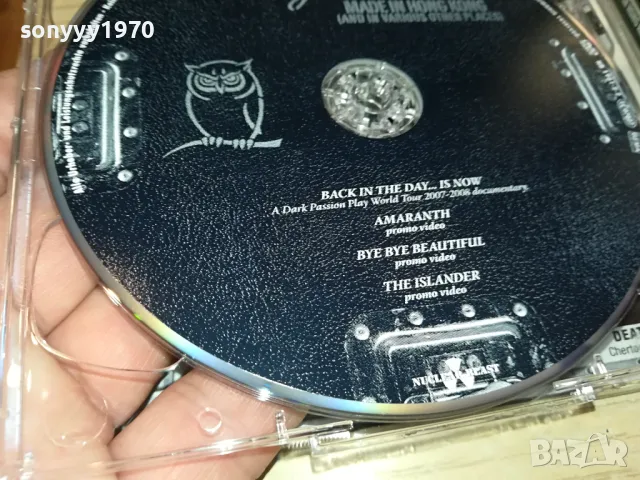 sonyyy1970
MADE IN HONG KONG
(AND IN VARIOUS OTHER PLACES)
BACK IN THE DAY... IS NOW
A Dark Passion Play World Tour 2007-2008 documentary.
AMARANTH
promo video
BYE BYE BEAUTIFUL
promo video
THE ISLANDER
promo video
NUCLEAR BLAST
BAZAR